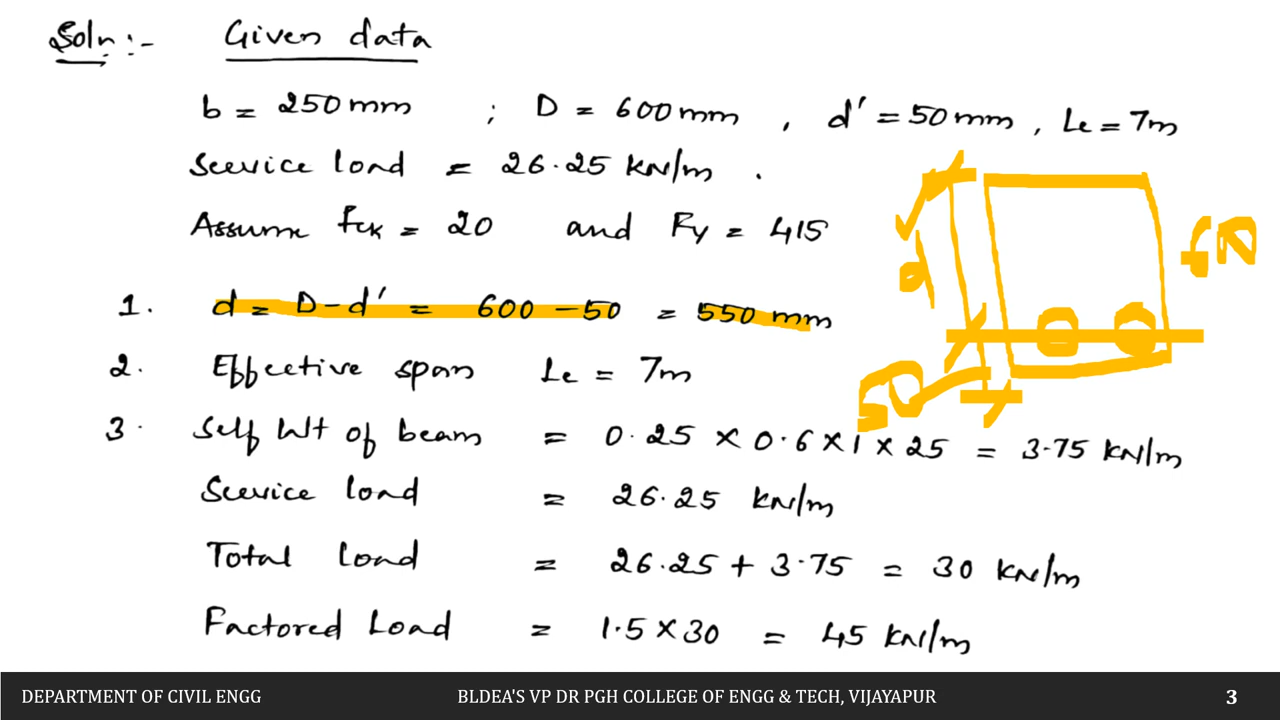 Soln:- Given data
b = 250 mm ; D = 600 mm , d' = 50 mm , Le = 7m
Service load = 26.25 kN/m .
Assume fck = 20 and Fy = 415
1. d = D - d' = 600 - 50 = 550 mm
2. Effective span Le = 7m
3. Self Wt of beam = 0.25 × 0.6 × 1 × 25 = 3.75 kN/m
Service load = 26.25 kN/m
Total load = 26.25 + 3.75 = 30 kN/m
Factored Load = 1.5 × 30 = 45 kN/m
d
50
DEPARTMENT OF CIVIL ENGG BLDEA'S VP DR PGH COLLEGE OF ENGG & TECH, VIJAYAPUR 3